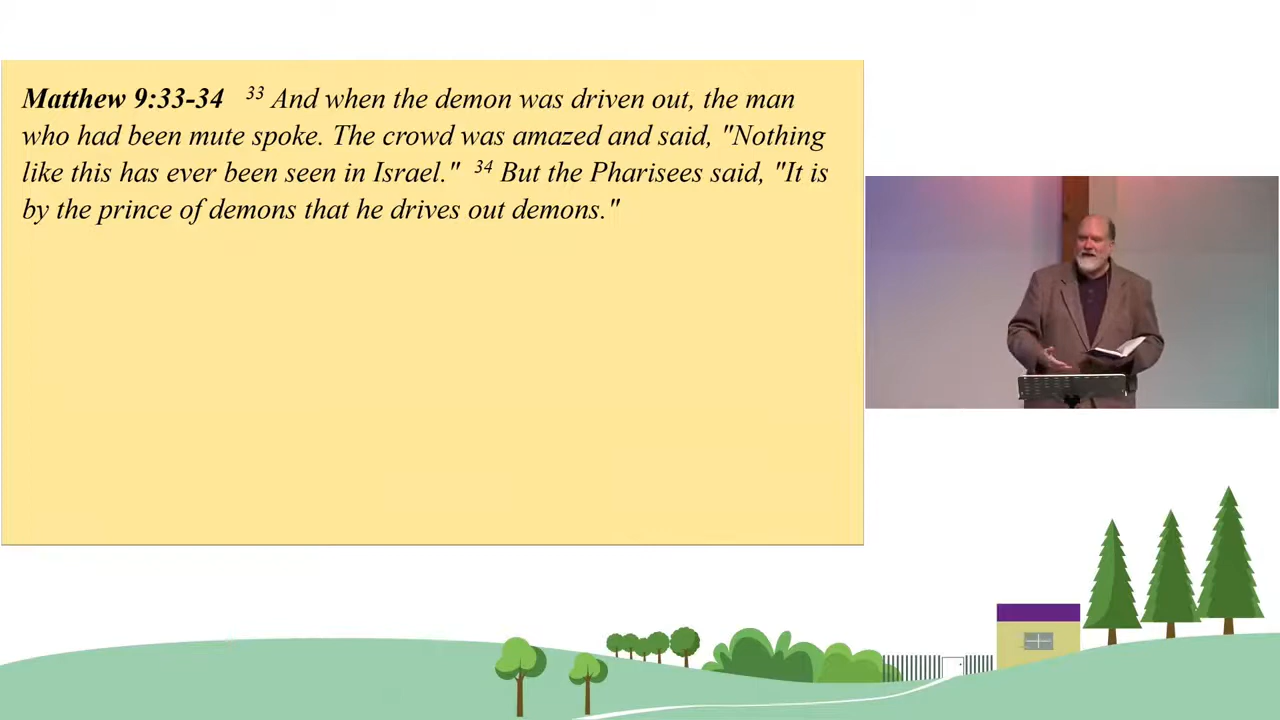 Matthew 9:33-34 33 And when the demon was driven out, the man
who had been mute spoke. The crowd was amazed and said, "Nothing
like this has ever been seen in Israel." 34 But the Pharisees said, "It is
by the prince of demons that he drives out demons."